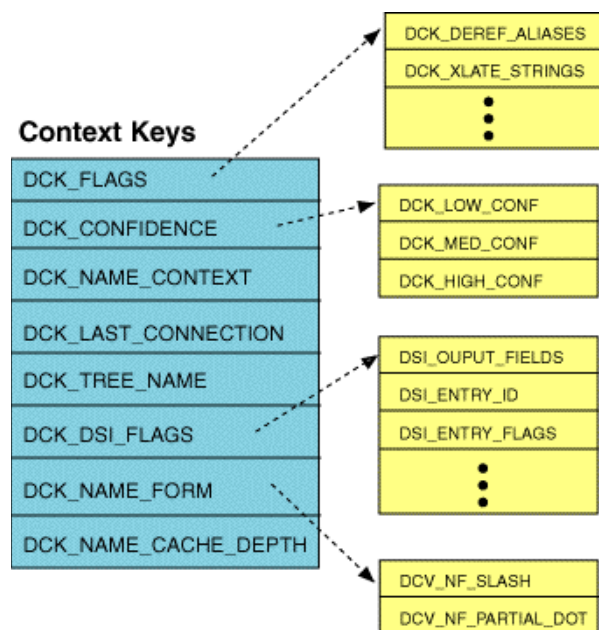 Context Keys
DCK_FLAGS
DCK_CONFIDENCE
DCK_NAME_CONTEXT
DCK_LAST_CONNECTION
DCK_TREE_NAME
DCK_DSI_FLAGS
DCK_NAME_FORM
DCK_NAME_CACHE_DEPTH
DCK_DEREF_ALIASES
DCK_XLATE_STRINGS
DCK_LOW_CONF
DCK_MED_CONF
DCK_HIGH_CONF
DSI_OUPUT_FIELDS
DSI_ENTRY_ID
DSI_ENTRY_FLAGS
DCV_NF_SLASH
DCV_NF_PARTIAL_DOT